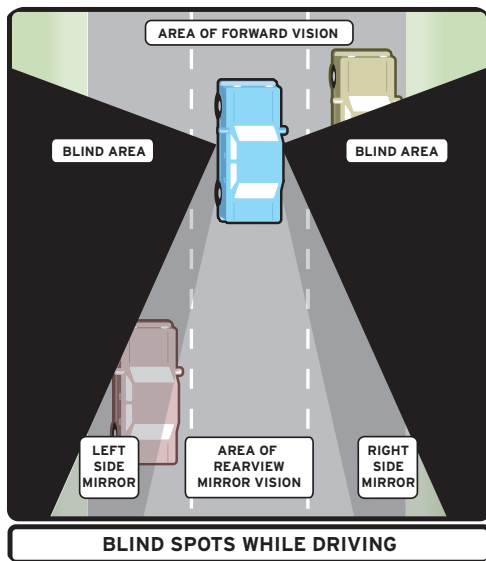 AREA OF FORWARD VISION
BLIND AREA
BLIND AREA
LEFT
SIDE
MIRROR
AREA OF
REARVIEW
MIRROR VISION
RIGHT
SIDE
MIRROR
BLIND SPOTS WHILE DRIVING